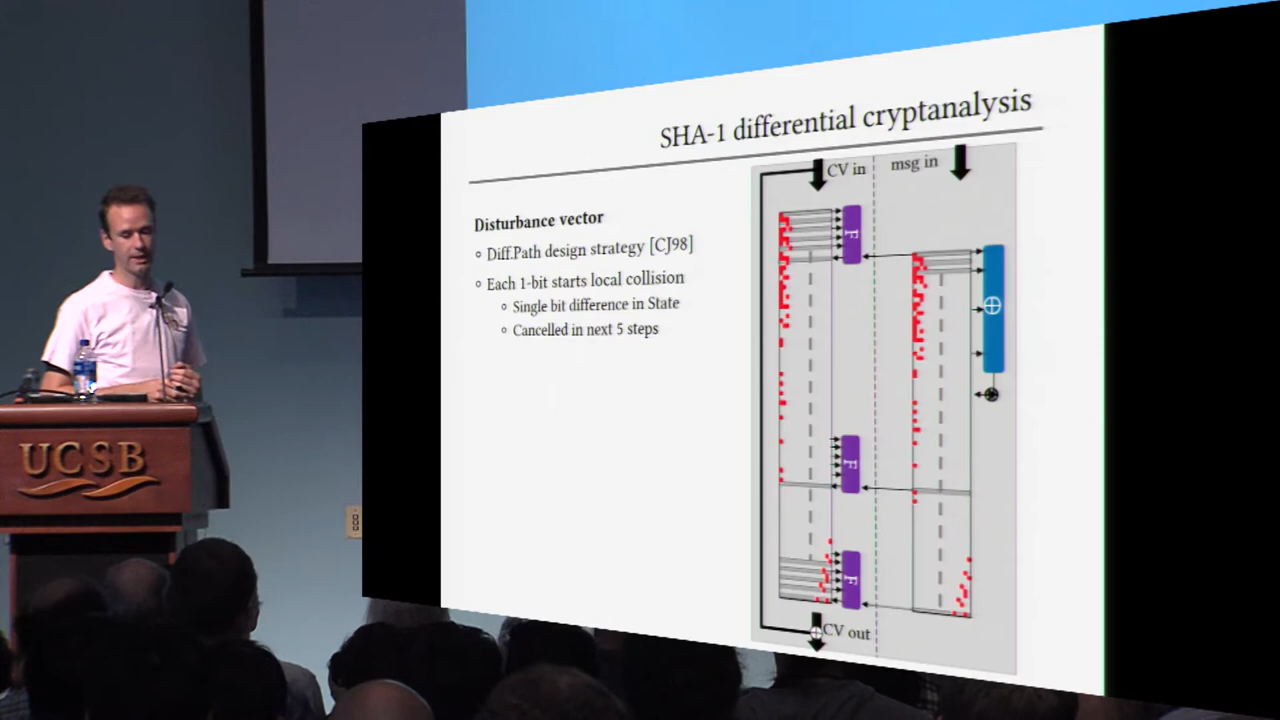 SHA-1 differential cryptanalysis
CV in
msg in
Disturbance vector
Diff.Path design strategy [CJ98]
Each 1-bit starts local collision
Single bit difference in State
Cancelled in next 5 steps
F
F
F
CV out
UCSB